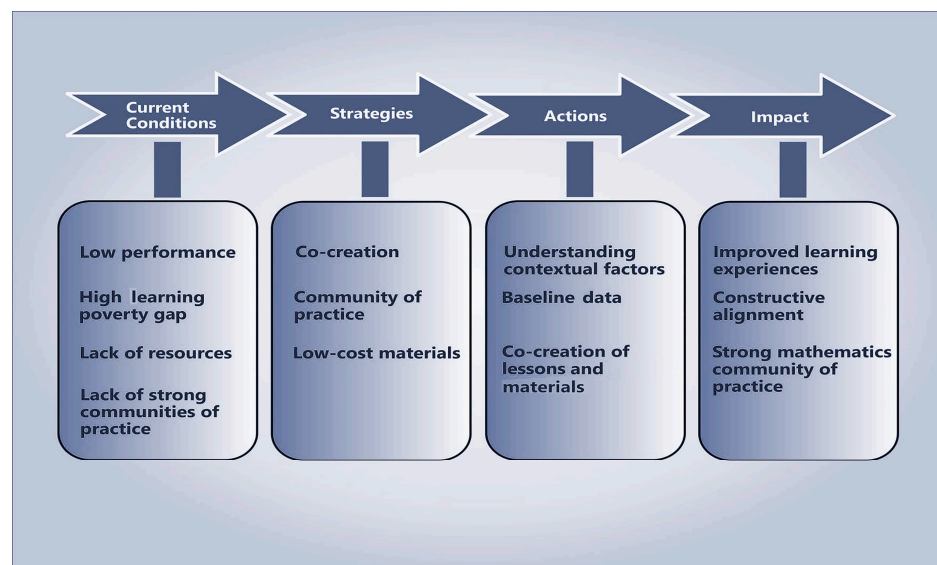 Current
Conditions
Strategies
Actions
Impact
Low performance
High learning
poverty gap
Lack of resources
Lack of strong
communities of
practice
Co-creation
Community of
practice
Low-cost materials
Understanding
contextual factors
Baseline data
Co-creation of
lessons and
materials
Improved learning
experiences
Constructive
alignment
Strong mathematics
community of
practice